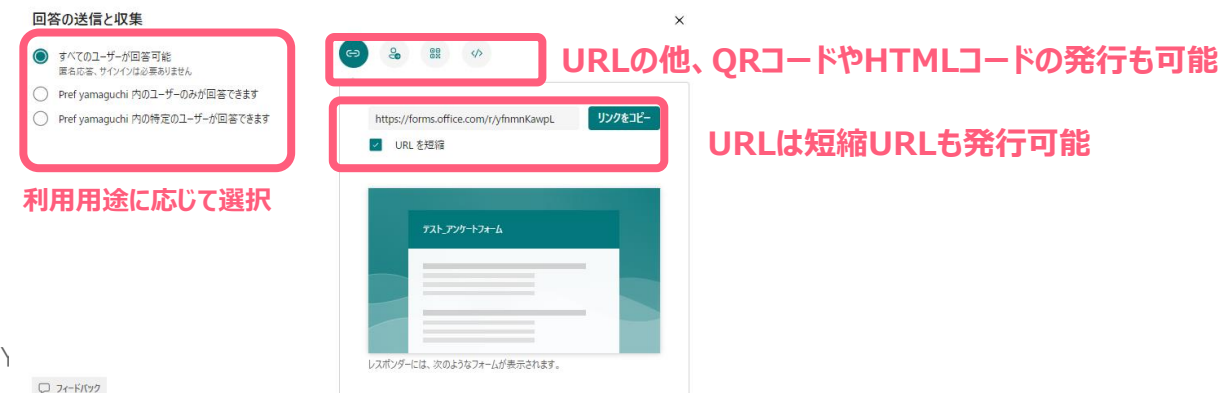 回答の送信と収集
すべてのユーザーが回答可能
匿名応答、サインインは必要ありません
Pref yamaguchi 内のユーザーのみが回答できます
Pref yamaguchi 内の特定のユーザーが回答できます
利用用途に応じて選択
URLの他、QRコードやHTMLコードの発行も可能
https://forms.office.com/r/yfnmnKawpL
リンクをコピー
URL を短縮
URLは短縮URLも発行可能
テスト_アンケートフォーム
レスポンダーには、次のようなフォームが表示されます。
フィードバック